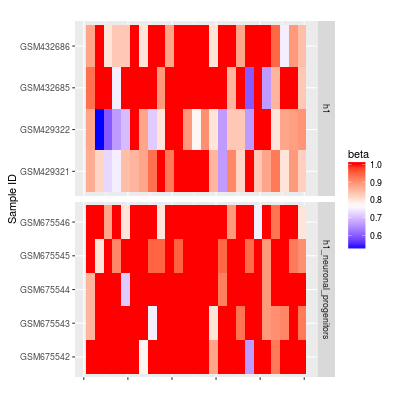 Sample ID
GSM432686
GSM432685
GSM429322
GSM429321
h1
GSM675546
GSM675545
GSM675544
GSM675543
GSM675542
h1_neuronal_progenitors
beta
1.0
0.9
0.8
0.7
0.6